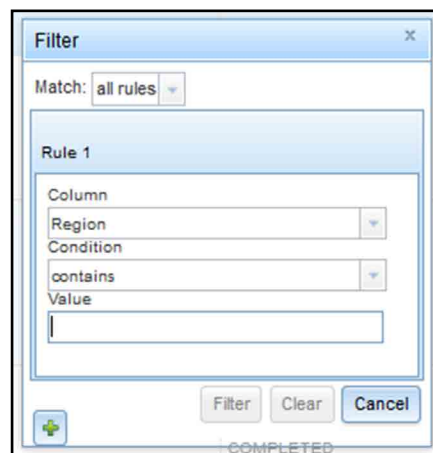 Filter
Match: all rules
Rule 1
Column
Region
Condition
contains
Value
Filter Clear Cancel
COMPLETED